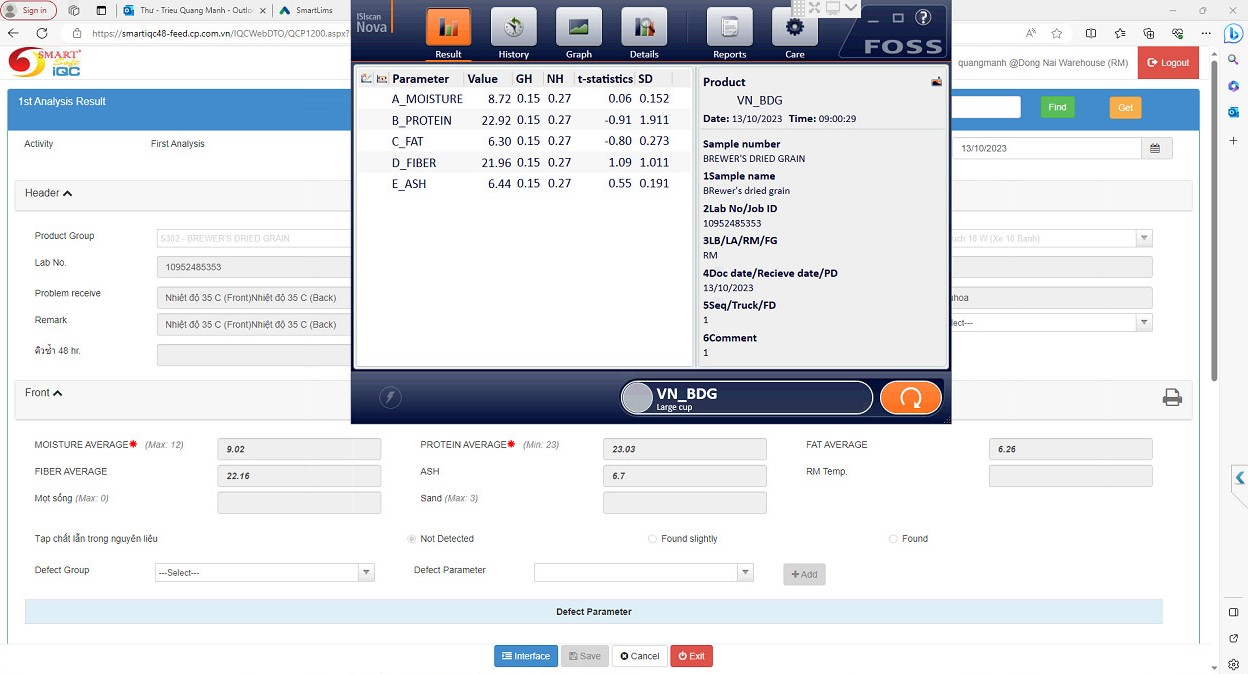 Sign in
Thư - Trieu Quang Manh - Outlo
SmartLims
https://smartiqc48-feed.cp.com.vn/IQCWebDTO/QCP1200.aspx?
SMART
Soft
iQC
quangmanh @Dong Nai Warehouse (RM)
Logout
1st Analysis Result
Find
Get
Activity
First Analysis
13/10/2023
Header
Product Group
5302 - BREWER'S DRIED GRAIN
10 W (Xe 10 Banh)
Lab No.
10952485353
Problem receive
Nhiệt độ 35 C (Front)Nhiệt độ 35 C (Back)
hoa
Remark
Nhiệt độ 35 C (Front)Nhiệt độ 35 C (Back)
lect---
คิวช้ำ 48 hr.
ISIscan
Nova
Result
History
Graph
Details
Reports
Care
FOSS
Parameter Value GH NH t-statistics SD
A_MOISTURE 8.72 0.15 0.27 0.06 0.152
B_PROTEIN 22.92 0.15 0.27 -0.91 1.911
C_FAT 6.30 0.15 0.27 -0.80 0.273
D_FIBER 21.96 0.15 0.27 1.09 1.011
E_ASH 6.44 0.15 0.27 0.55 0.191
Product
VN_BDG
Date: 13/10/2023 Time: 09:00:29
Sample number
BREWER'S DRIED GRAIN
1Sample name
BRewer's dried grain
2Lab No/Job ID
10952485353
3LB/LA/RM/FG
RM
4Doc date/Recieve date/PD
13/10/2023
5Seq/Truck/FD
1
6Comment
1
VN_BDG
Large cup
Front
MOISTURE AVERAGE* (Max: 12)
9.02
PROTEIN AVERAGE* (Min: 23)
23.03
FAT AVERAGE
6.26
FIBER AVERAGE
22.16
ASH
6.7
RM Temp.
Mọt sống (Max: 0)
Sand (Max: 3)
Tạp chất lẫn trong nguyên liệu
Not Detected
Found slightly
Found
Defect Group
---Select---
Defect Parameter
+Add
Defect Parameter
Interface
Save
Cancel
Exit